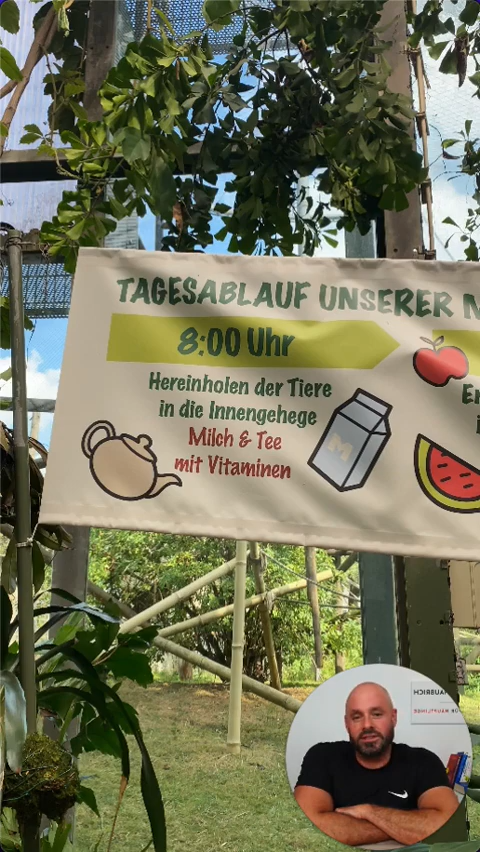 TAGESABLAUF UNSERER
8:00 Uhr
Hereinholen der Tiere
in die Innengehege
Milch & Tee
mit Vitaminen
M